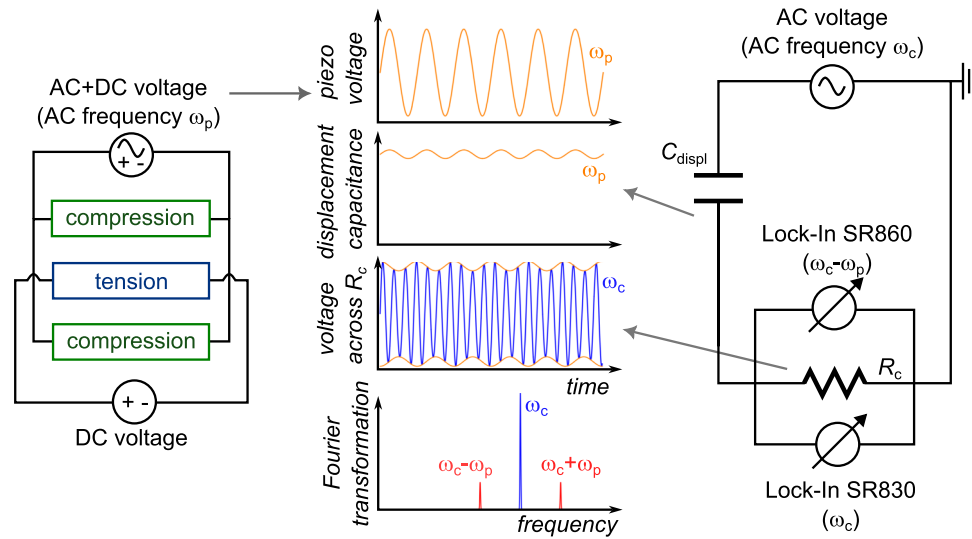 AC+DC voltage
(AC frequency ωp)
+ -
compression
tension
compression
+ -
DC voltage
piezo
voltage
ωp
displacement
capacitance
ωp
voltage
across Rc
ωc
time
Fourier
transformation
ωc
ωc-ωp
ωc+ωp
frequency
AC voltage
(AC frequency ωc)
Cdispl
Lock-In SR860
(ωc-ωp)
Rc
Lock-In SR830
(ωc)